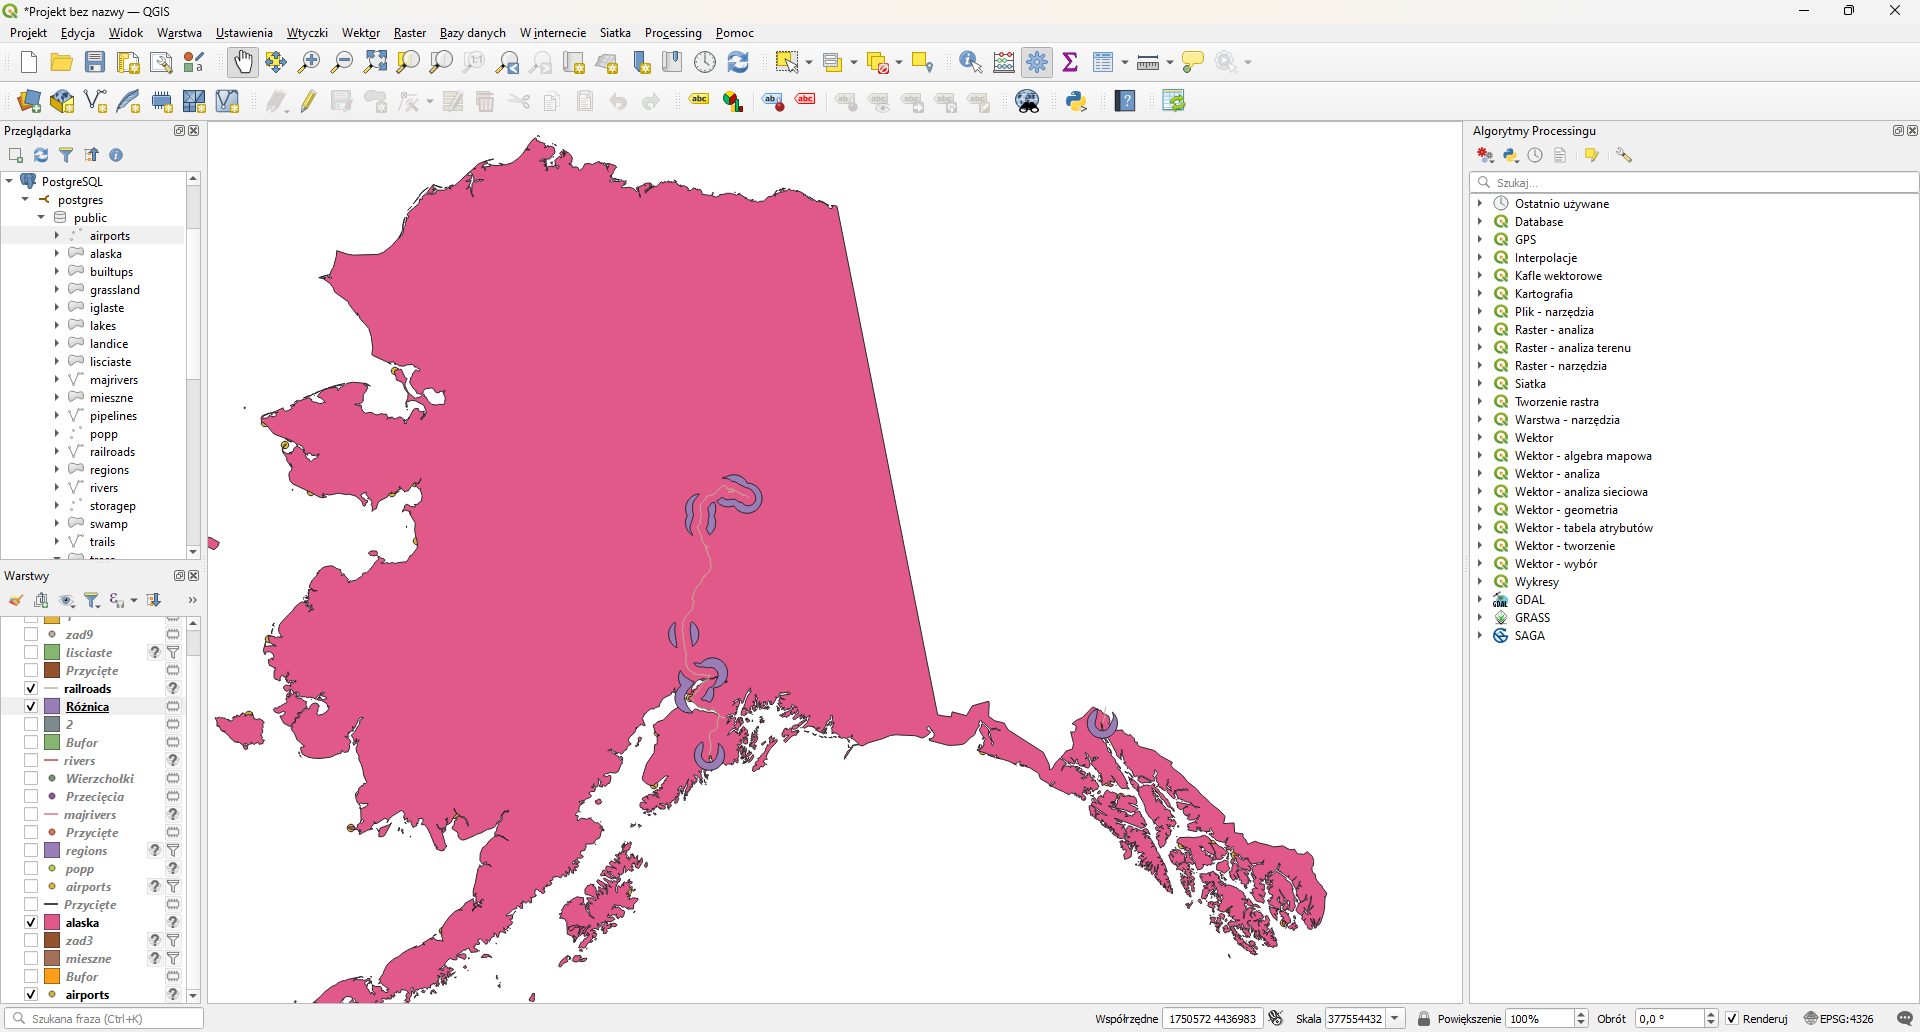 *Projekt bez nazwy — QGIS
Projekt Edycja Widok Warstwa Ustawienia Wtyczki Wektor Raster Bazy danych W internecie Siatka Processing Pomoc
Przeglądarka
PostgreSQL
postgres
public
airports
alaska
builtups
grassland
iglaste
lakes
landice
lisciaste
majrivers
mieszne
pipelines
popp
railroads
regions
rivers
storagep
swamp
trails
Warstwy
zad9
lisciaste
Przycięte
railroads
Różnica
2
Bufor
rivers
Wierzchołki
Przecięcia
majrivers
Przycięte
regions
popp
airports
Przycięte
alaska
zad3
mieszne
Bufor
airports
Algorytmy Processingu
Szukaj...
Ostatnio używane
Database
GPS
Interpolacje
Kafle wektorowe
Kartografia
Plik - narzędzia
Raster - analiza
Raster - analiza terenu
Raster - narzędzia
Siatka
Tworzenie rastra
Warstwa - narzędzia
Wektor
Wektor - algebra mapowa
Wektor - analiza
Wektor - analiza sieciowa
Wektor - geometria
Wektor - tabela atrybutów
Wektor - tworzenie
Wektor - wybór
Wykresy
GDAL
GRASS
SAGA
Szukana fraza (Ctrl+K)
Współrzędne 1750572 4436983 Skala 377554432 Powiększenie 100% Obrót 0,0 ° Renderuj EPSG:4326